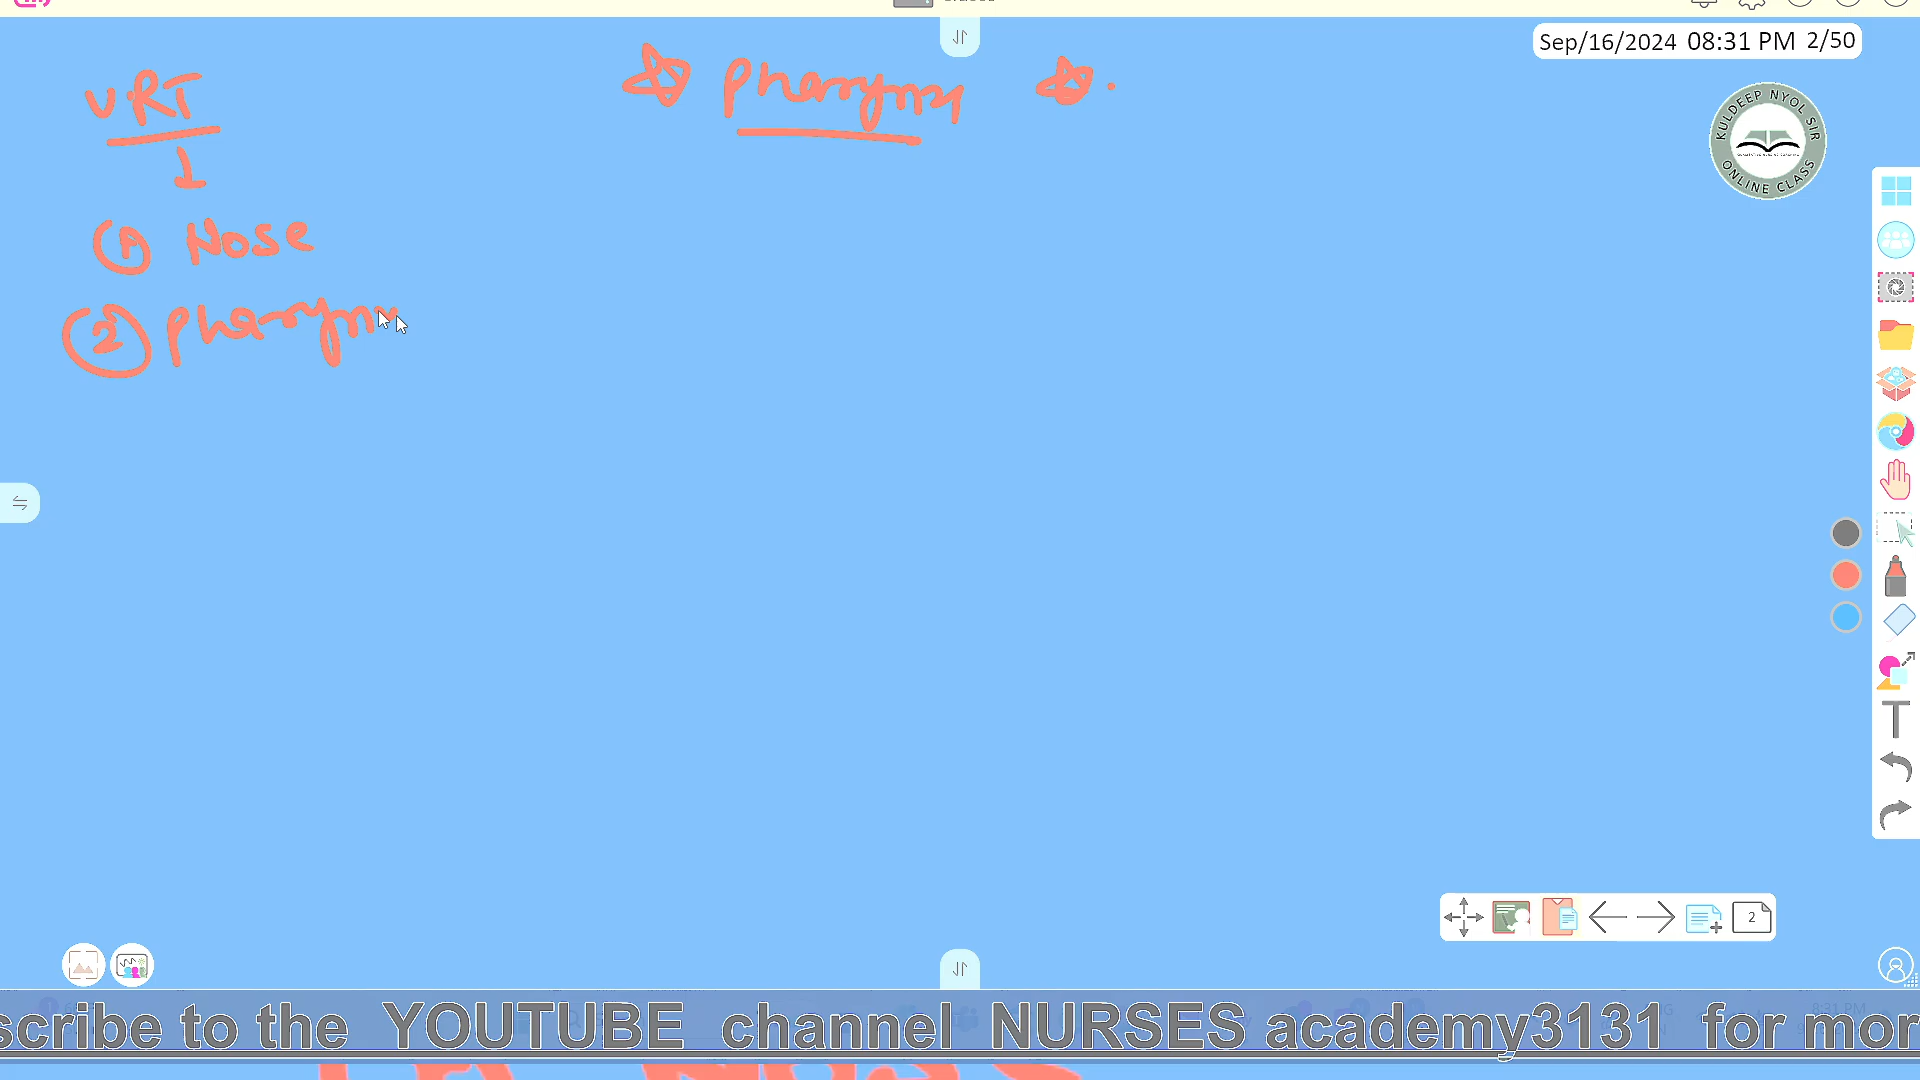 Sep/16/2024 08:31 PM 2/50
☆ pharynx ☆.
URT
① Nose
② pharynx
KULDEEP NYOL SIR
ONLINE CLASS
2
scribe to the YOUTUBE channel NURSES academy3131 for mor